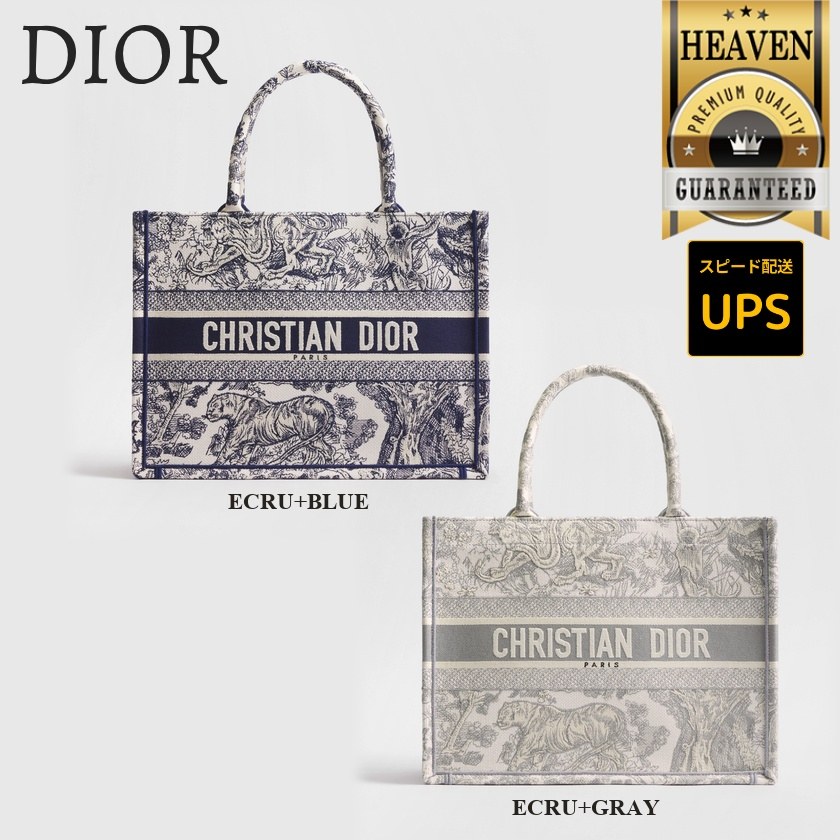 DIOR
HEAVEN
PREMIUM QUALITY
GUARANTEED
スピード配送
UPS
CHRISTIAN DIOR
PARIS
ECRU+BLUE
CHRISTIAN DIOR
PARIS
ECRU+GRAY